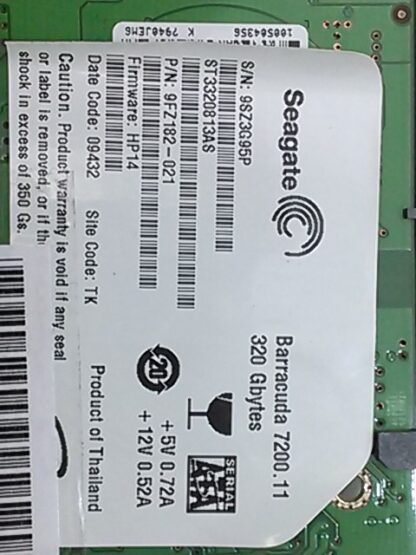 100504356 K 7940JEMG
Seagate
Barracuda 7200.11
320 Gbytes
S/N: 9SZ3G95P
ST3320813AS
SERIAL
ATA
P/N: 9FZ182-021
Firmware: HP14
20
+5V 0.72A
+12V 0.52A
Date Code: 09432 Site Code: TK
Product of Thailand
Caution. Product warranty is void if any seal
or label is removed, or if th
shock in excess of 350 Gs.